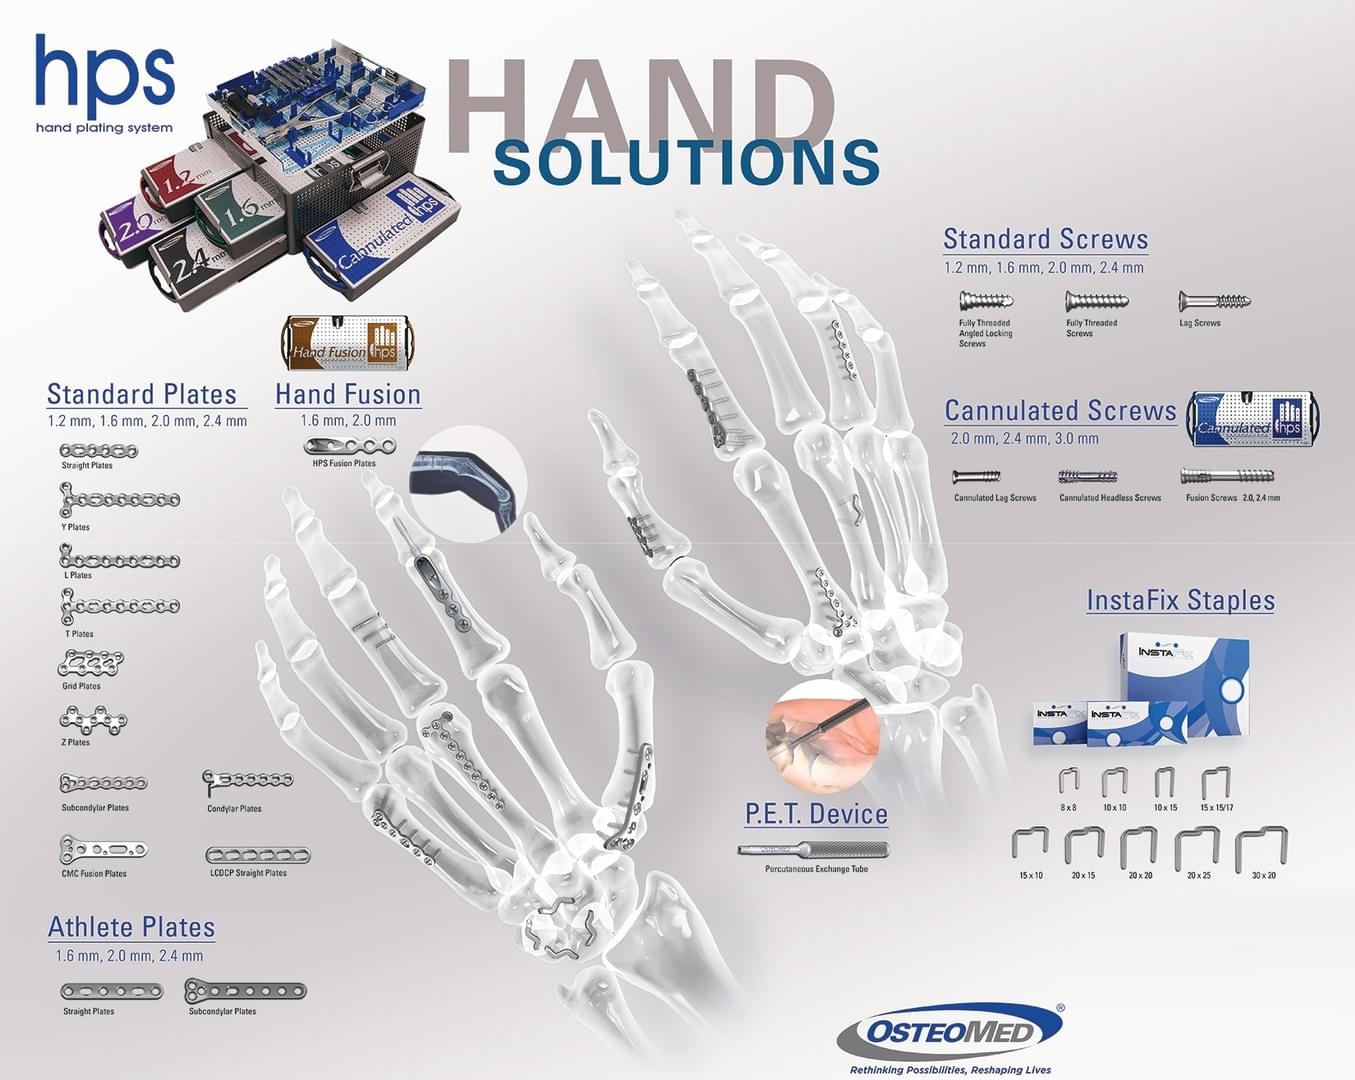 hps
hand plating system
HAND
SOLUTIONS
1.2 mm
2.0 mm
1.6 mm
2.4 mm
Cannulated hps
Hand Fusion hps
Standard Plates
1.2 mm, 1.6 mm, 2.0 mm, 2.4 mm
Straight Plates
Y Plates
L Plates
T Plates
Grid Plates
Z Plates
Subcondylar Plates
Condylar Plates
CMC Fusion Plates
LCDCP Straight Plates
Hand Fusion
1.6 mm, 2.0 mm
HPS Fusion Plates
Athlete Plates
1.6 mm, 2.0 mm, 2.4 mm
Straight Plates
Subcondylar Plates
Standard Screws
1.2 mm, 1.6 mm, 2.0 mm, 2.4 mm
Fully Threaded
Angled Locking
Screws
Fully Threaded
Screws
Lag Screws
Cannulated Screws
2.0 mm, 2.4 mm, 3.0 mm
Cannulated hps
Cannulated Lag Screws
Cannulated Headless Screws
Fusion Screws 2.0, 2.4 mm
InstaFix Staples
INSTAFIX
INSTAFIX
INSTAFIX
8 x 8
10 x 10
10 x 15
15 x 15/17
15 x 10
20 x 15
20 x 20
20 x 25
30 x 20
P.E.T. Device
OSTEOMED
Percutaneous Exchange Tube
OSTEOMED®
Rethinking Possibilities, Reshaping Lives